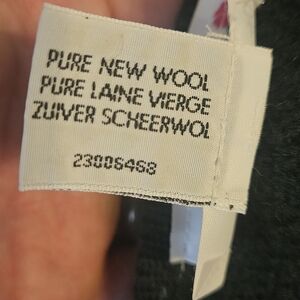 PURE NEW WOOL
PURE LAINE VIERGE
ZUIVER SCHEERWOL
23006468